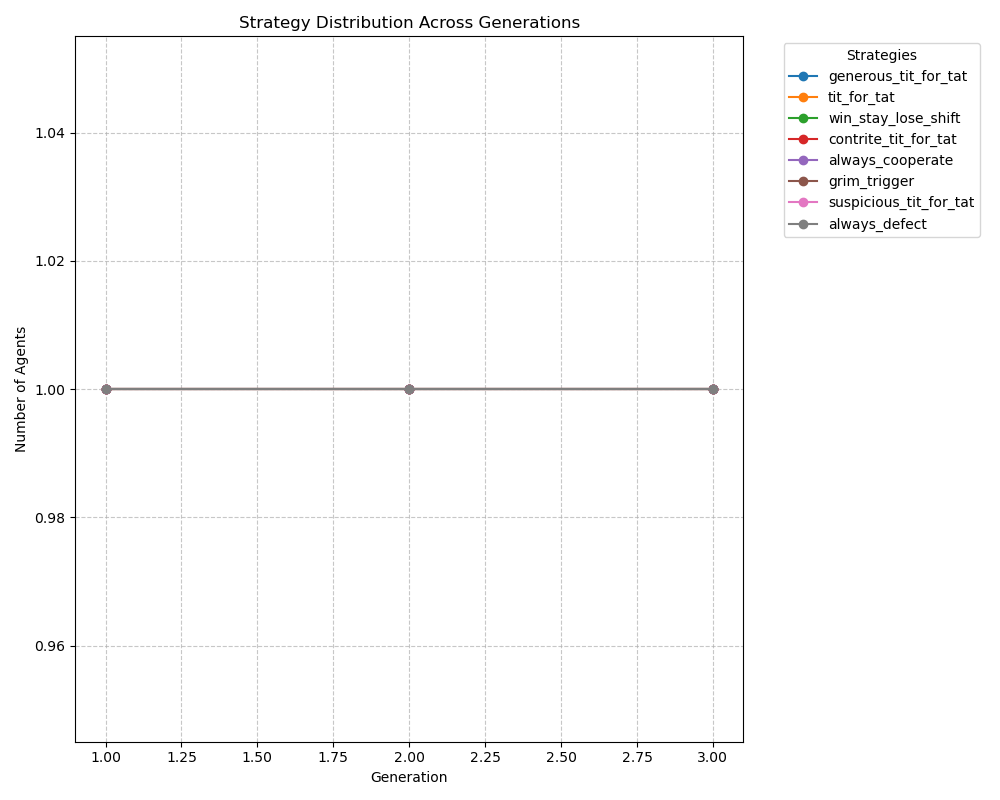 Strategy Distribution Across Generations
Strategies
generous_tit_for_tat
tit_for_tat
win_stay_lose_shift
contrite_tit_for_tat
always_cooperate
grim_trigger
suspicious_tit_for_tat
always_defect
Number of Agents
1.04
1.02
1.00
0.98
0.96
1.00 1.25 1.50 1.75 2.00 2.25 2.50 2.75 3.00
Generation